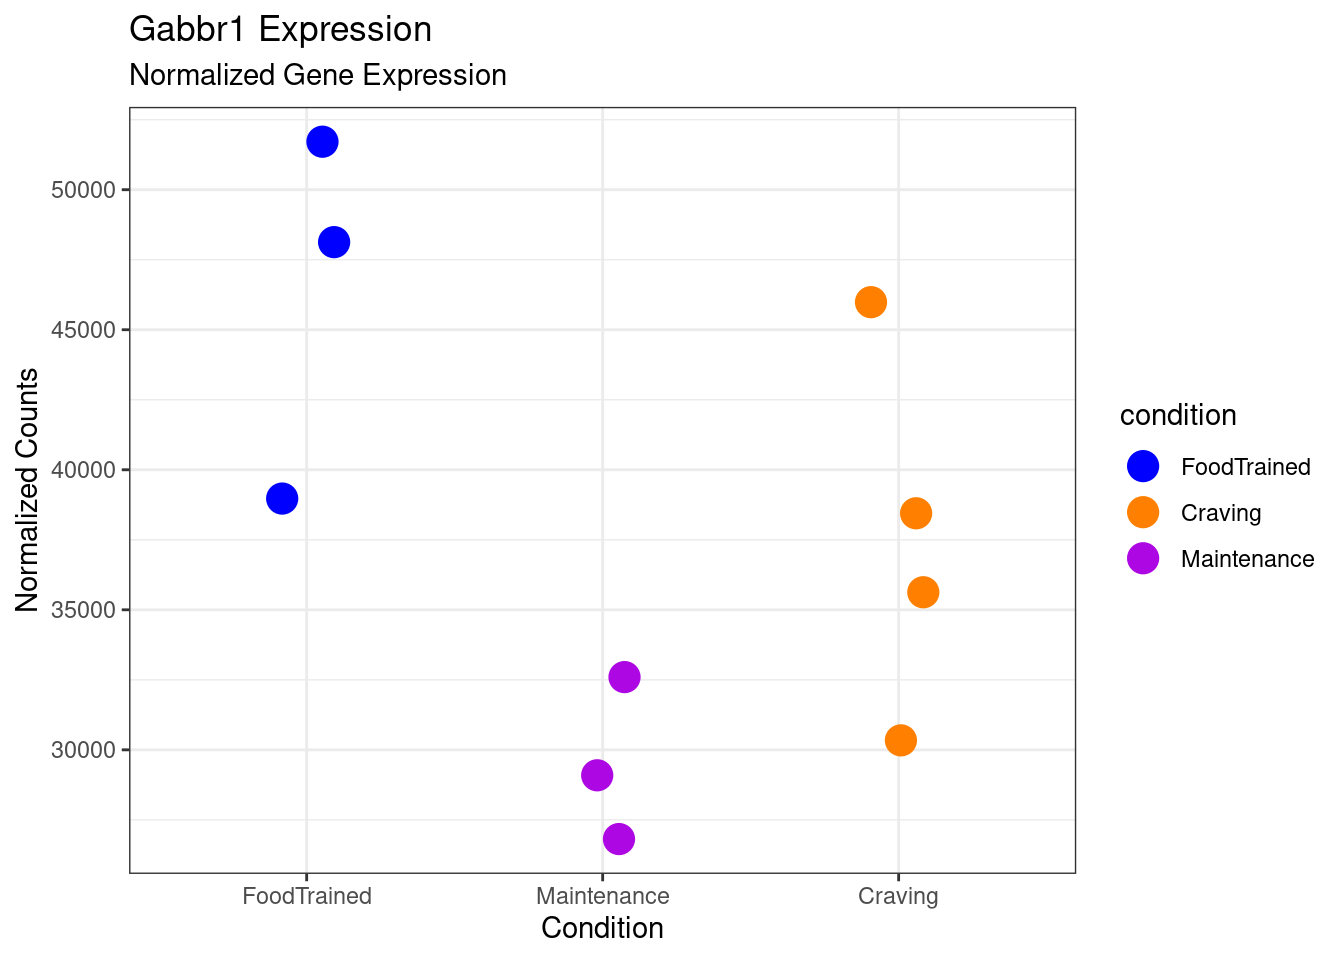 Gabbr1 Expression
Normalized Gene Expression
Normalized Counts
50000
45000
40000
35000
30000
FoodTrained
Maintenance
Craving
Condition
condition
FoodTrained
Craving
Maintenance